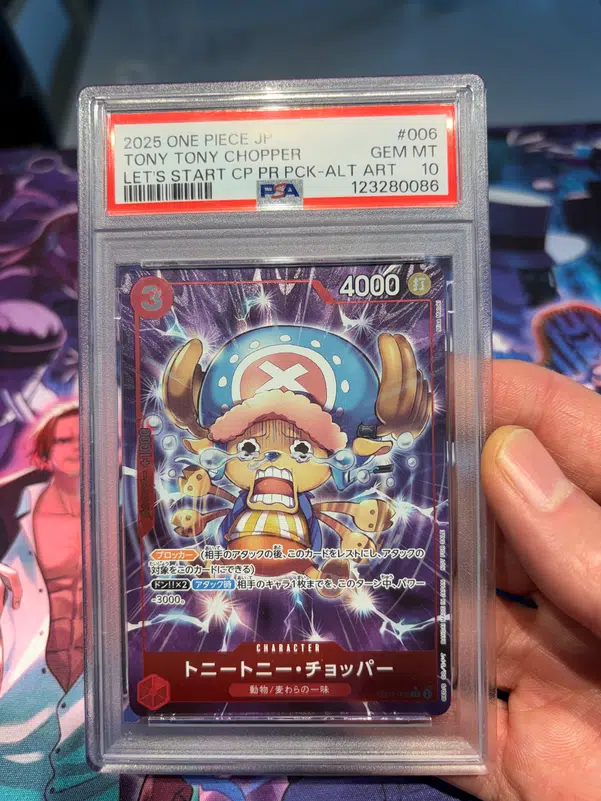 2025 ONE PIECE JP #006
TONY TONY CHOPPER GEM MT
LET'S START CP PR PCK-ALT ART 10
PSA 123280086
3 4000 打
ブロッカー (相手のアタックの後、このカードをレストにし、アタックの
対象をこのカードにできる)
ドン!!×2 アタック時 相手のキャラ1枚までを、このターン中、パワー
-3000。
CHARACTER
トニートニー・チョッパー
動物/麦わらの一味